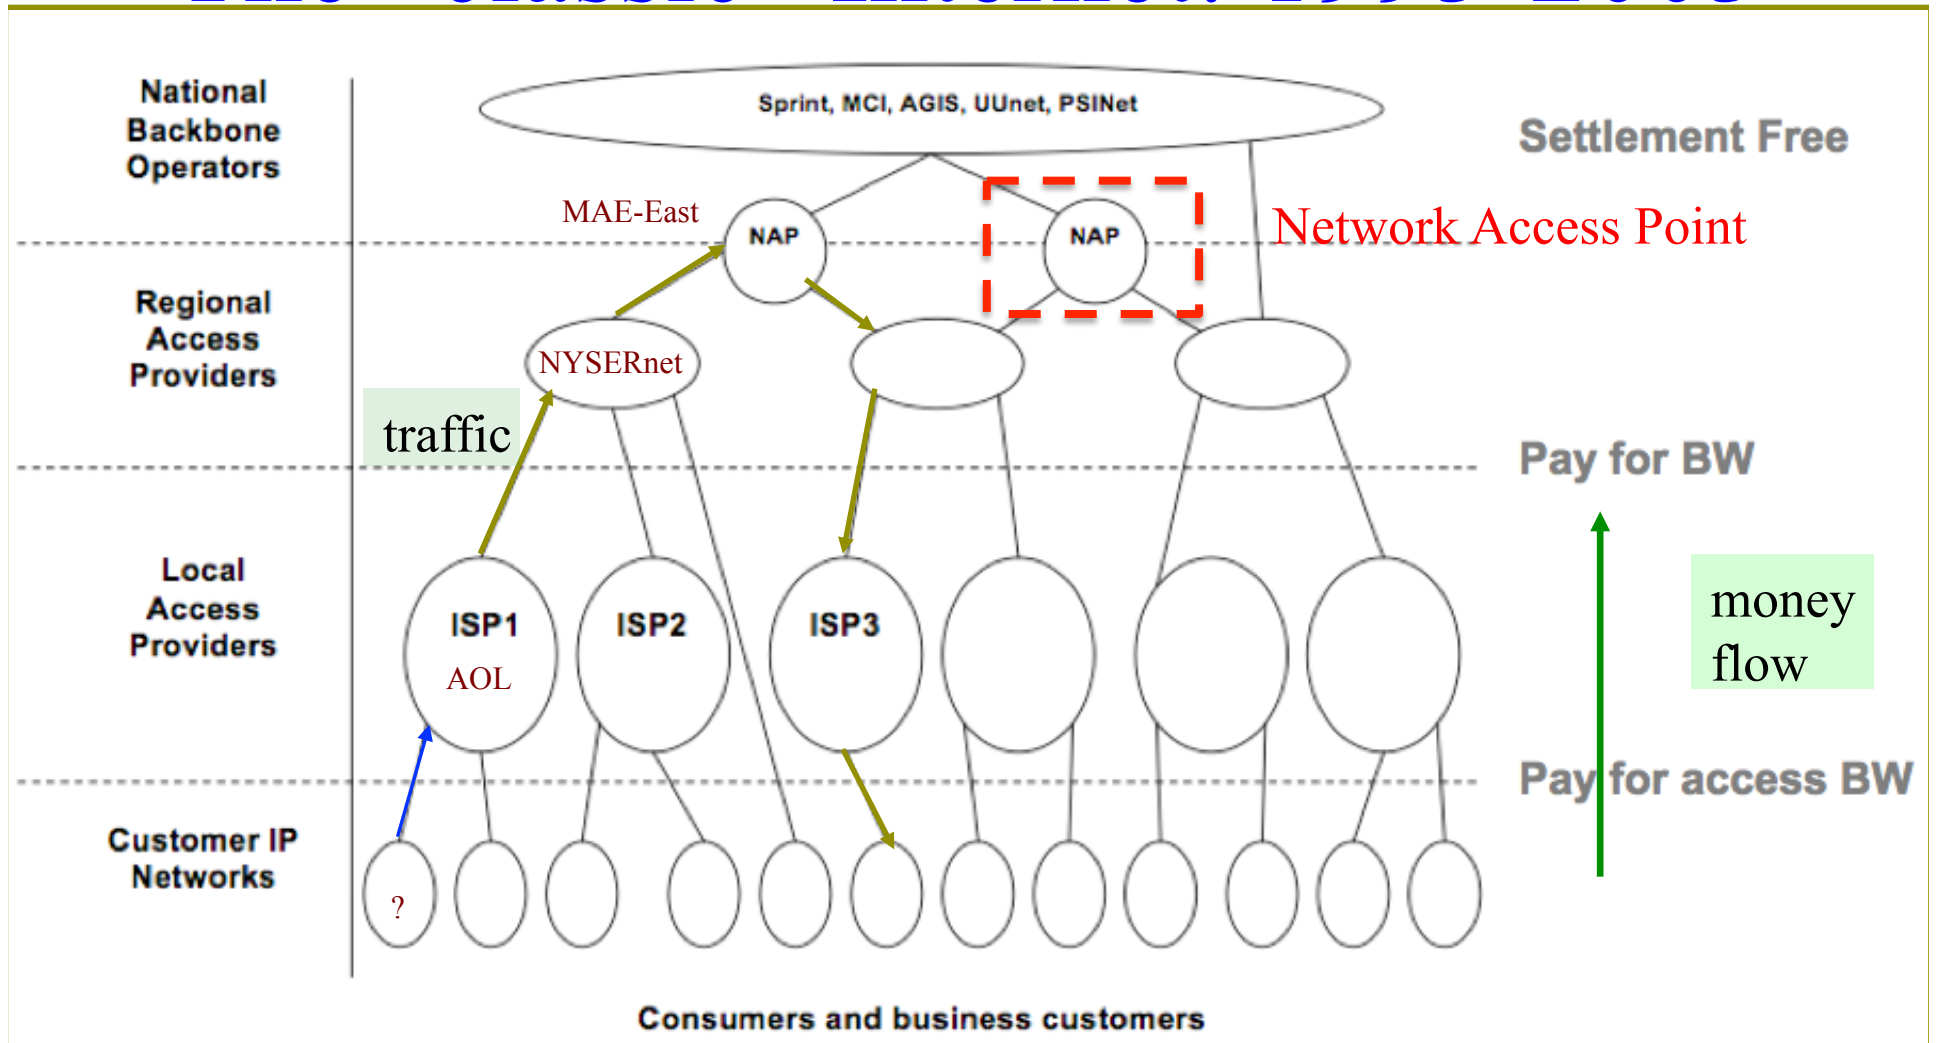 National
Backbone
Operators
Sprint, MCI, AGIS, UUnet, PSINet
Settlement Free
MAE-East
NAP
NAP
Network Access Point
Regional
Access
Providers
NYSERnet
traffic
Pay for BW
Local
Access
Providers
ISP1
AOL
ISP2
ISP3
money
flow
Pay for access BW
Customer IP
Networks
?
Consumers and business customers